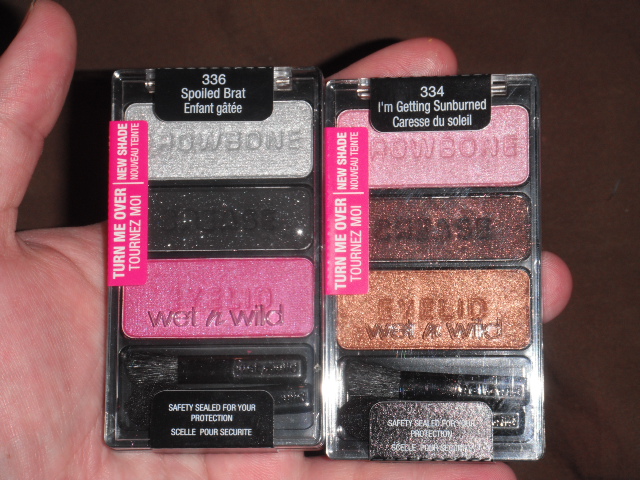 336
Spoiled Brat
Enfant gâtée
BROWBONE
TURN ME OVER
TOURNEZ MOI
NEW SHADE
NOUVEAU TEINTE
CREASE
EYELID
wet n wild
SAFETY SEALED FOR YOUR
PROTECTION
SCELLE POUR SECURITE
334
I'm Getting Sunburned
Caresse du soleil
BROWBONE
TURN ME OVER
TOURNEZ MOI
NEW SHADE
NOUVEAU TEINTE
CREASE
EYELID
wet n wild
SAFETY SEALED FOR YOUR
PROTECTION
SCELLE POUR SECURITE